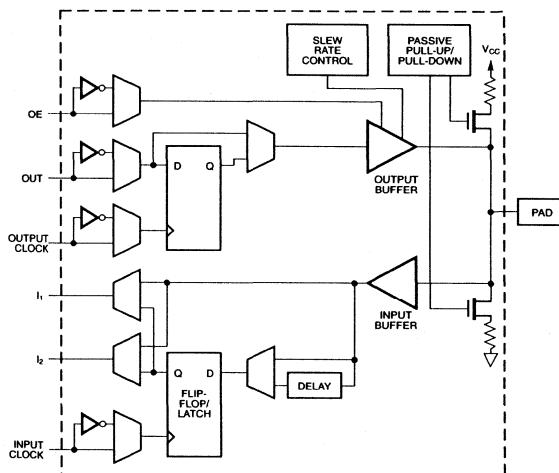 SLEW
RATE
CONTROL
PASSIVE
PULL-UP/
PULL-DOWN
VCC
OE
OUT
D
Q
OUTPUT
BUFFER
PAD
OUTPUT
CLOCK
I1
INPUT
BUFFER
I2
Q
D
DELAY
FLIP-
FLOP/
LATCH
INPUT
CLOCK